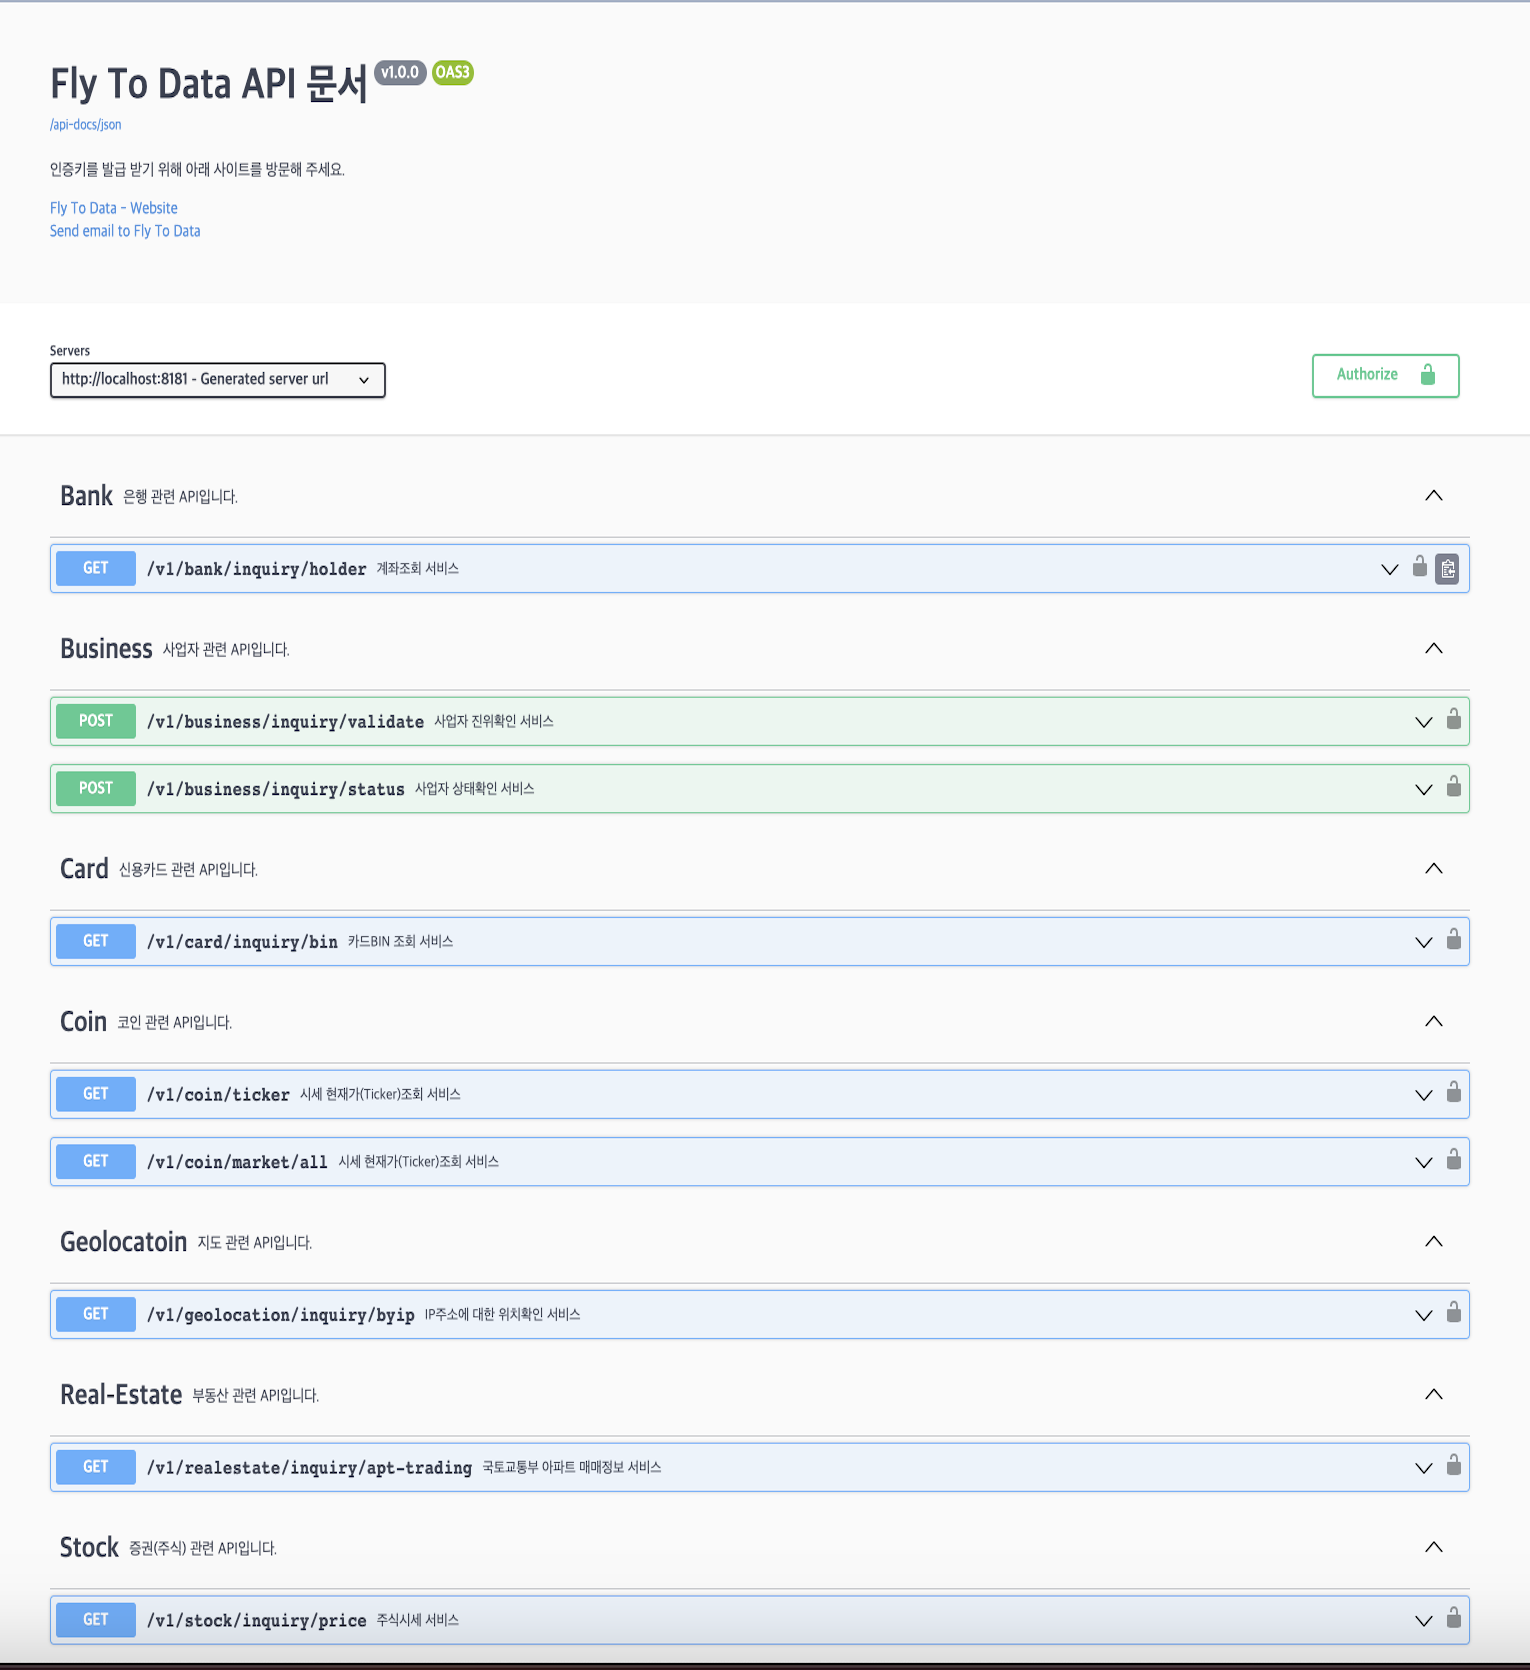 Fly To Data API 문서 v1.0.0 OAS3
/api-docs/json
인증키를 발급 받기 위해 아래 사이트를 방문해 주세요.
Fly To Data - Website
Send email to Fly To Data
Servers
http://localhost:8181 - Generated server url
Authorize
Bank 은행 관련 API입니다.
GET /v1/bank/inquiry/holder 계좌조회 서비스
Business 사업자 관련 API입니다.
POST /v1/business/inquiry/validate 사업자 진위확인 서비스
POST /v1/business/inquiry/status 사업자 상태확인 서비스
Card 신용카드 관련 API입니다.
GET /v1/card/inquiry/bin 카드BIN 조회 서비스
Coin 코인 관련 API입니다.
GET /v1/coin/ticker 시세 현재가(Ticker)조회 서비스
GET /v1/coin/market/all 시세 현재가(Ticker)조회 서비스
Geolocatoin 지도 관련 API입니다.
GET /v1/geolocation/inquiry/byip IP주소에 대한 위치확인 서비스
Real-Estate 부동산 관련 API입니다.
GET /v1/realestate/inquiry/apt-trading 국토교통부 아파트 매매정보 서비스
Stock 증권(주식) 관련 API입니다.
GET /v1/stock/inquiry/price 주식시세 서비스